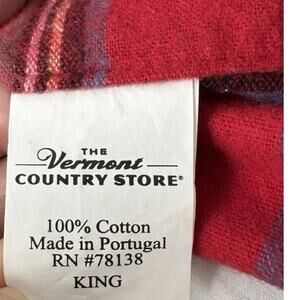 THE
Vermont
COUNTRY STORE®
100% Cotton
Made in Portugal
RN #78138
KING